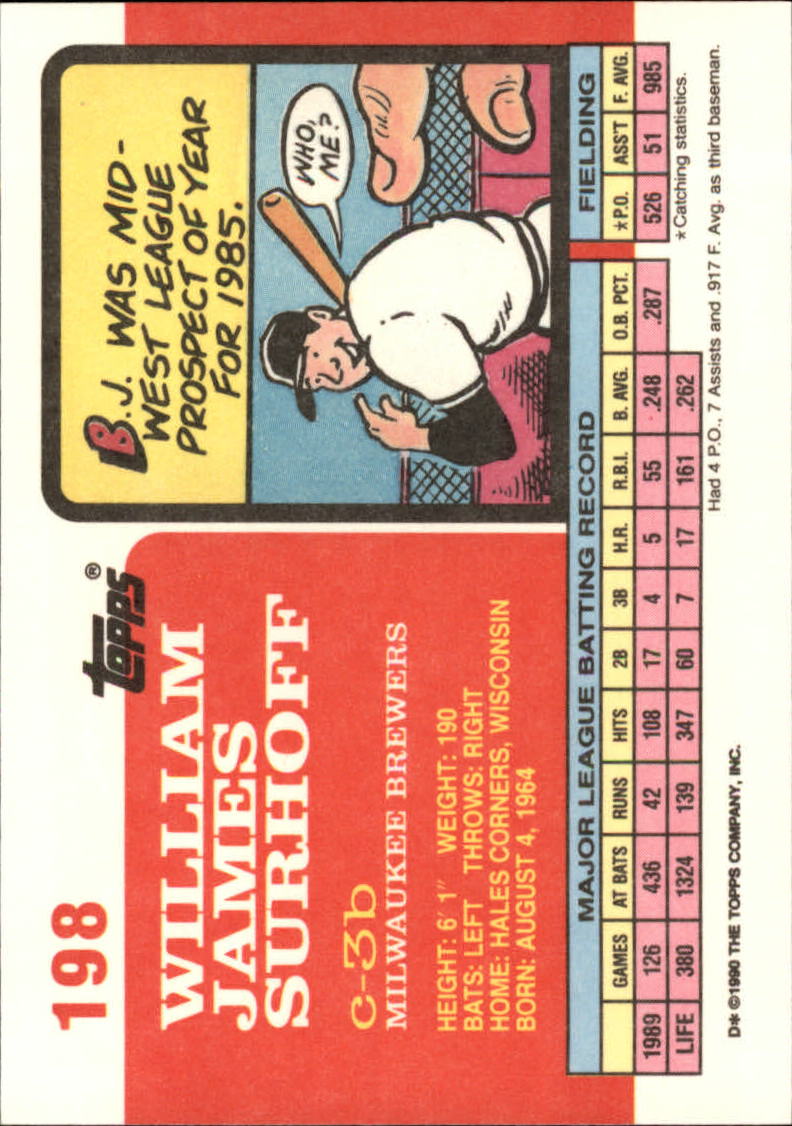 198
topps®
WILLIAM
JAMES
SURHOFF
C-3b
MILWAUKEE BREWERS
HEIGHT: 6' 1" WEIGHT: 190
BATS: LEFT THROWS: RIGHT
HOME: HALES CORNERS, WISCONSIN
BORN: AUGUST 4, 1964
B.J. WAS MID-
WEST LEAGUE
PROSPECT OF YEAR
FOR 1985.
WHO,
ME?
MAJOR LEAGUE BATTING RECORD FIELDING
GAMES AT BATS RUNS HITS 2B 3B H.R. R.B.I. B. AVG. O.B. PCT. *P.O. ASS'T F. AVG.
1989 126 436 42 108 17 4 5 55 .248 .287 526 51 985
LIFE 380 1324 139 347 60 7 17 161 .262
*Catching statistics.
Had 4 P.O., 7 Assists and .917 F. Avg. as third baseman.
D* ©1990 THE TOPPS COMPANY, INC.